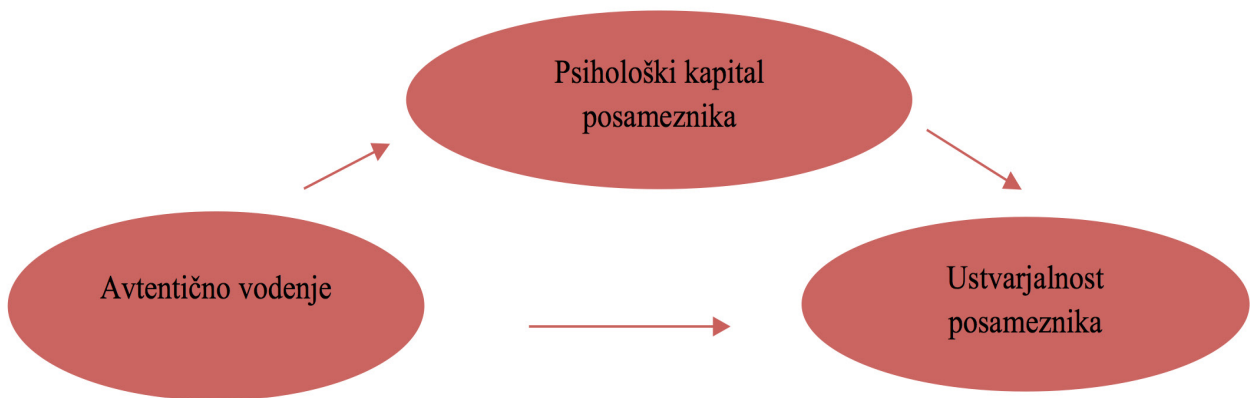 Psihološki kapital
posameznika
Avtentično vodenje
Ustvarjalnost
posameznika